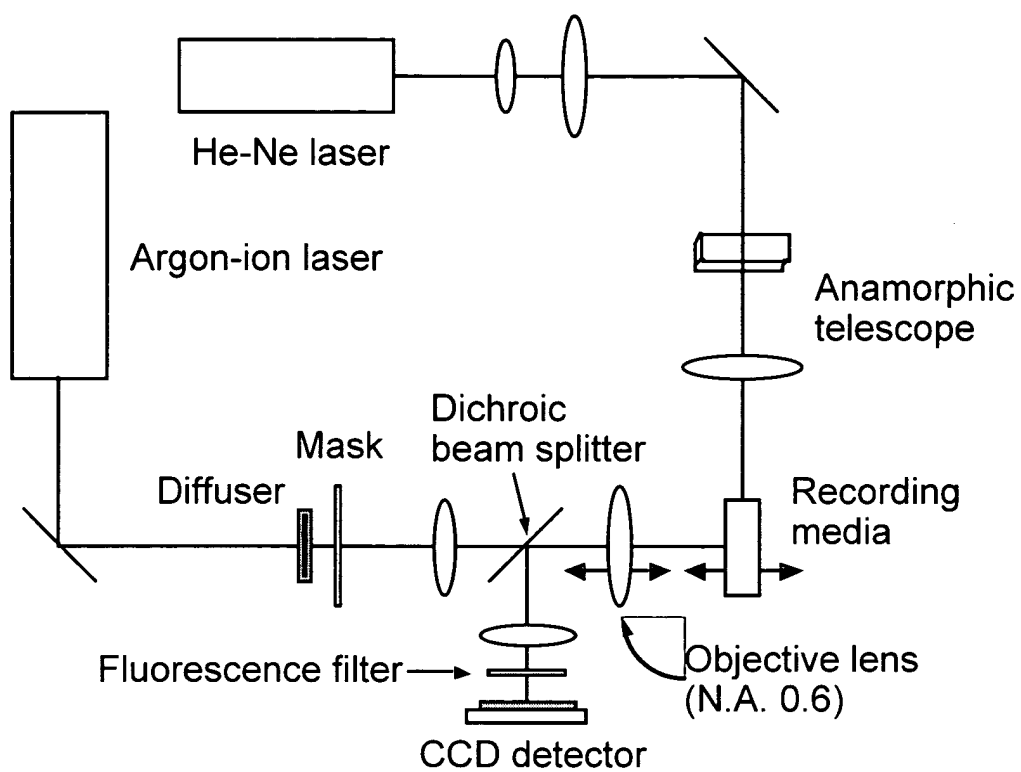 He-Ne laser
Argon-ion laser
Anamorphic
telescope
Dichroic
beam splitter
Mask
Diffuser
Recording
media
Fluorescence filter
Objective lens
(N.A. 0.6)
CCD detector